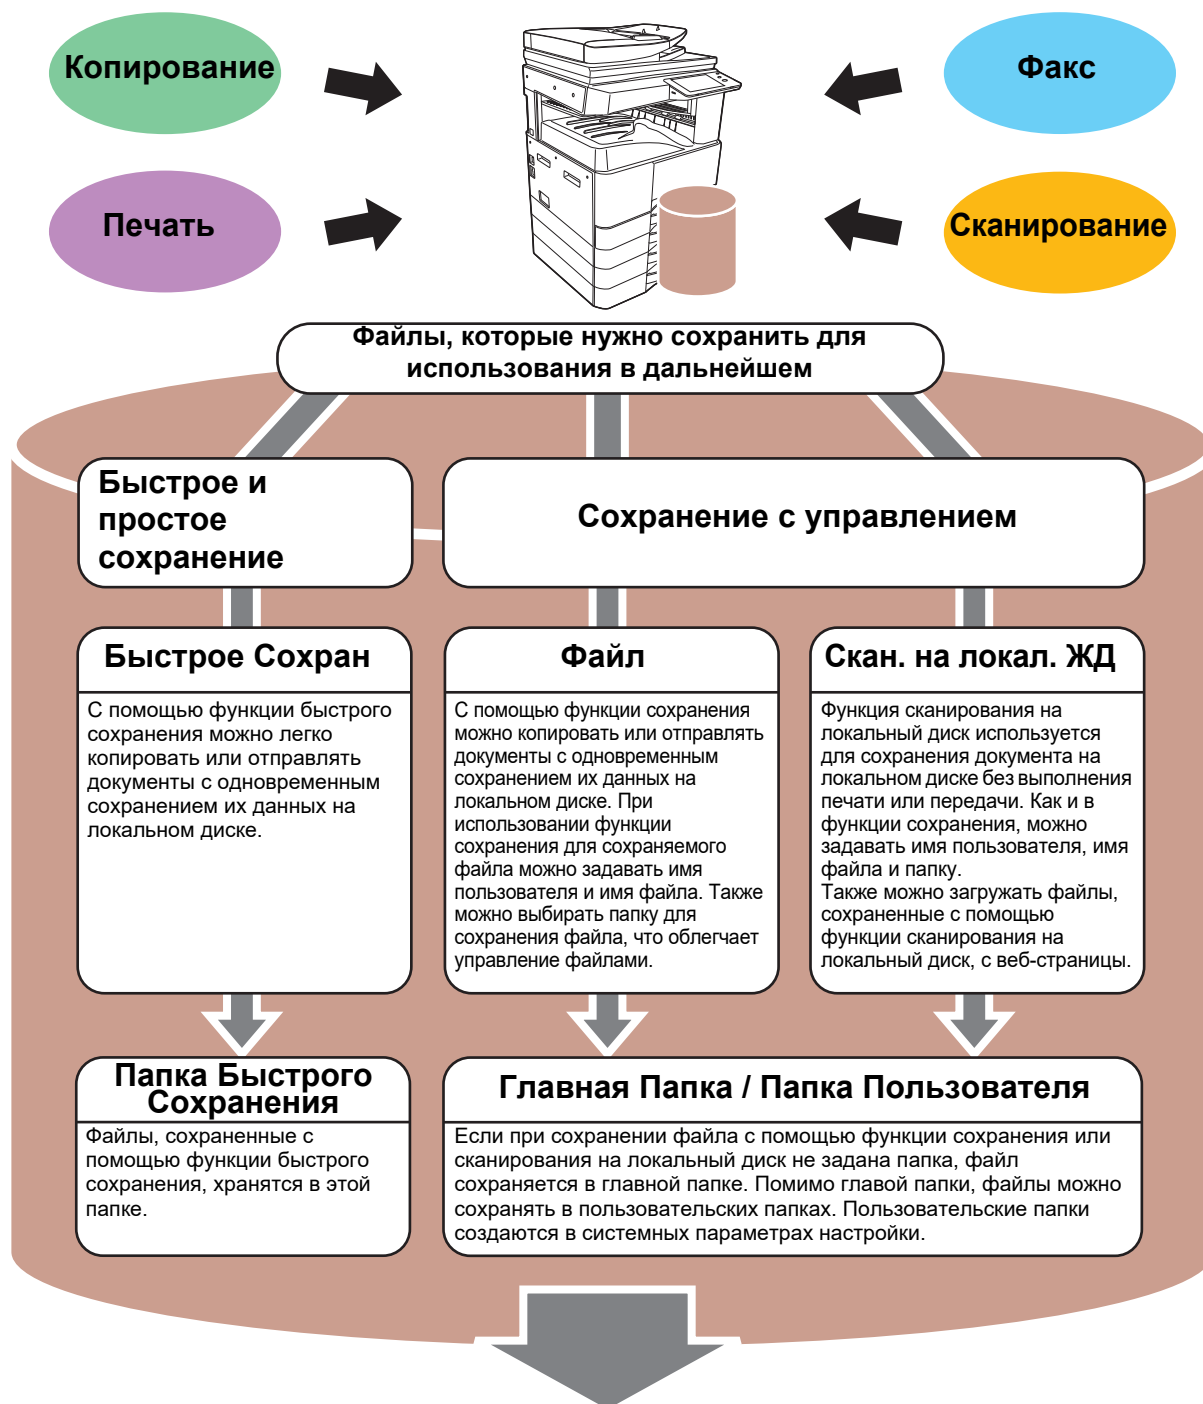 Копирование
Факс
Печать
Сканирование
Файлы, которые нужно сохранить для
использования в дальнейшем
Быстрое и
простое
сохранение
Сохранение с управлением
Быстрое Сохран
С помощью функции быстрого
сохранения можно легко
копировать или отправлять
документы с одновременным
сохранением их данных на
локальном диске.
Файл
С помощью функции сохранения
можно копировать или отправлять
документы с одновременным
сохранением их данных на
локальном диске. При
использовании функции
сохранения для сохраняемого
файла можно задавать имя
пользователя и имя файла. Также
можно выбирать папку для
сохранения файла, что облегчает
управление файлами.
Скан. на локал. ЖД
Функция сканирования на
локальный диск используется
для сохранения документа на
локальном диске без выполнения
печати или передачи. Как и в
функции сохранения, можно
задавать имя пользователя, имя
файла и папку.
Также можно загружать файлы,
сохраненные с помощью
функции сканирования на
локальный диск, с веб-страницы.
Папка Быстрого
Сохранения
Файлы, сохраненные с
помощью функции быстрого
сохранения, хранятся в этой
папке.
Главная Папка / Папка Пользователя
Если при сохранении файла с помощью функции сохранения или
сканирования на локальный диск не задана папка, файл
сохраняется в главной папке. Помимо главой папки, файлы можно
сохранять в пользовательских папках. Пользовательские папки
создаются в системных параметрах настройки.